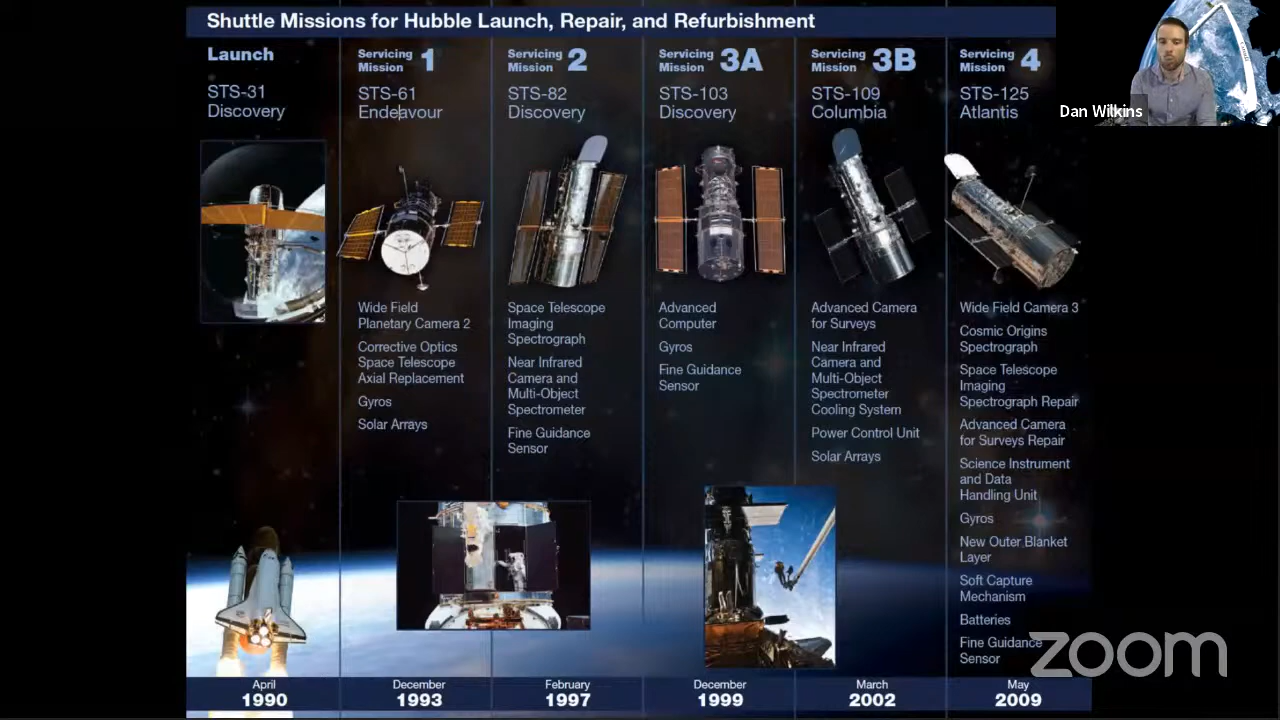 Shuttle Missions for Hubble Launch, Repair, and Refurbishment
Launch
STS-31
Discovery
April
1990
Servicing
Mission 1
STS-61
Endeavour
Wide Field
Planetary Camera 2
Corrective Optics
Space Telescope
Axial Replacement
Gyros
Solar Arrays
December
1993
Servicing
Mission 2
STS-82
Discovery
Space Telescope
Imaging
Spectrograph
Near Infrared
Camera and
Multi-Object
Spectrometer
Fine Guidance
Sensor
February
1997
Servicing
Mission 3A
STS-103
Discovery
Advanced
Computer
Gyros
Fine Guidance
Sensor
December
1999
Servicing
Mission 3B
STS-109
Columbia
Advanced Camera
for Surveys
Near Infrared
Camera and
Multi-Object
Spectrometer
Cooling System
Power Control Unit
Solar Arrays
March
2002
Servicing
Mission 4
STS-125
Atlantis
Wide Field Camera 3
Cosmic Origins
Spectrograph
Space Telescope
Imaging
Spectrograph Repair
Advanced Camera
for Surveys Repair
Science Instrument
and Data
Handling Unit
Gyros
New Outer Blanket
Layer
Soft Capture
Mechanism
Batteries
Fine Guidance
Sensor
May
2009
Dan Wilkins
zoom